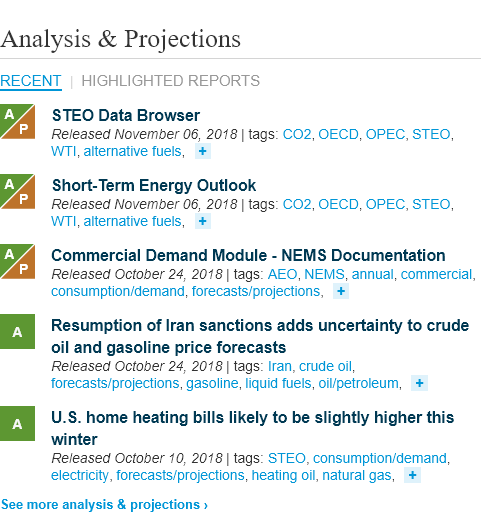 Analysis & Projections
RECENT | HIGHLIGHTED REPORTS
A P
STEO Data Browser
Released November 06, 2018 | tags: CO2, OECD, OPEC, STEO,
WTI, alternative fuels, +
A P
Short-Term Energy Outlook
Released November 06, 2018 | tags: CO2, OECD, OPEC, STEO,
WTI, alternative fuels, +
A P
Commercial Demand Module - NEMS Documentation
Released October 24, 2018 | tags: AEO, NEMS, annual, commercial,
consumption/demand, forecasts/projections, +
A
Resumption of Iran sanctions adds uncertainty to crude
oil and gasoline price forecasts
Released October 24, 2018 | tags: Iran, crude oil,
forecasts/projections, gasoline, liquid fuels, oil/petroleum, +
A
U.S. home heating bills likely to be slightly higher this
winter
Released October 10, 2018 | tags: STEO, consumption/demand,
electricity, forecasts/projections, heating oil, natural gas, +
See more analysis & projections ›